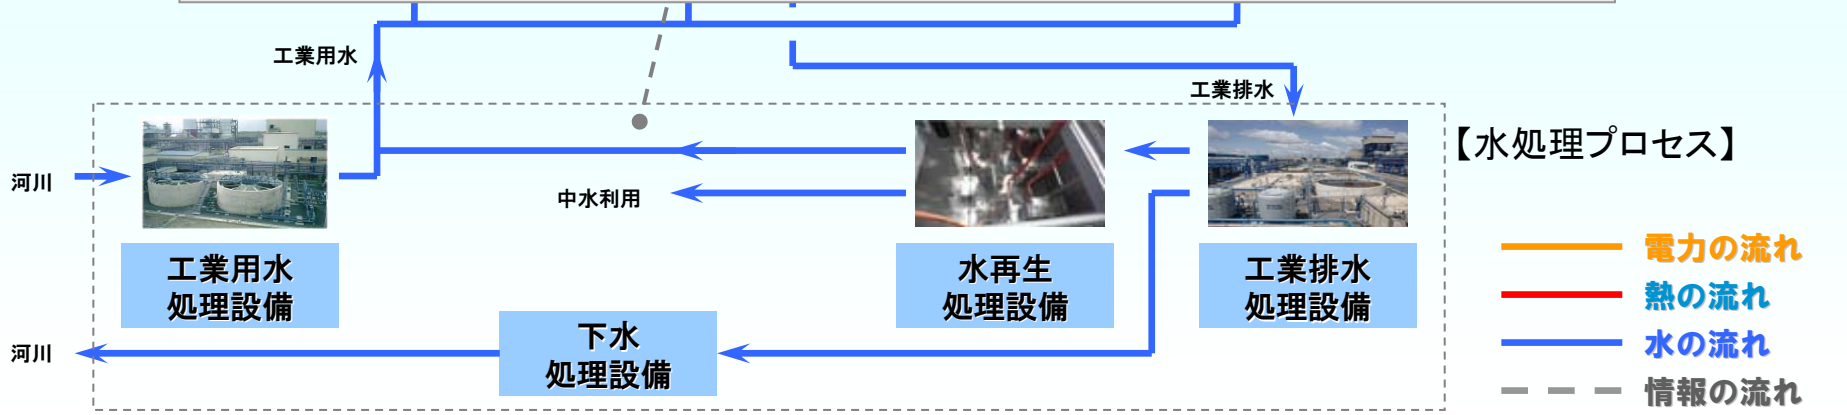 工業用水
工業排水
【水処理プロセス】
河川
中水利用
工業用水
処理設備
水再生
処理設備
工業排水
処理設備
下水
処理設備
河川
電力の流れ
熱の流れ
水の流れ
情報の流れ